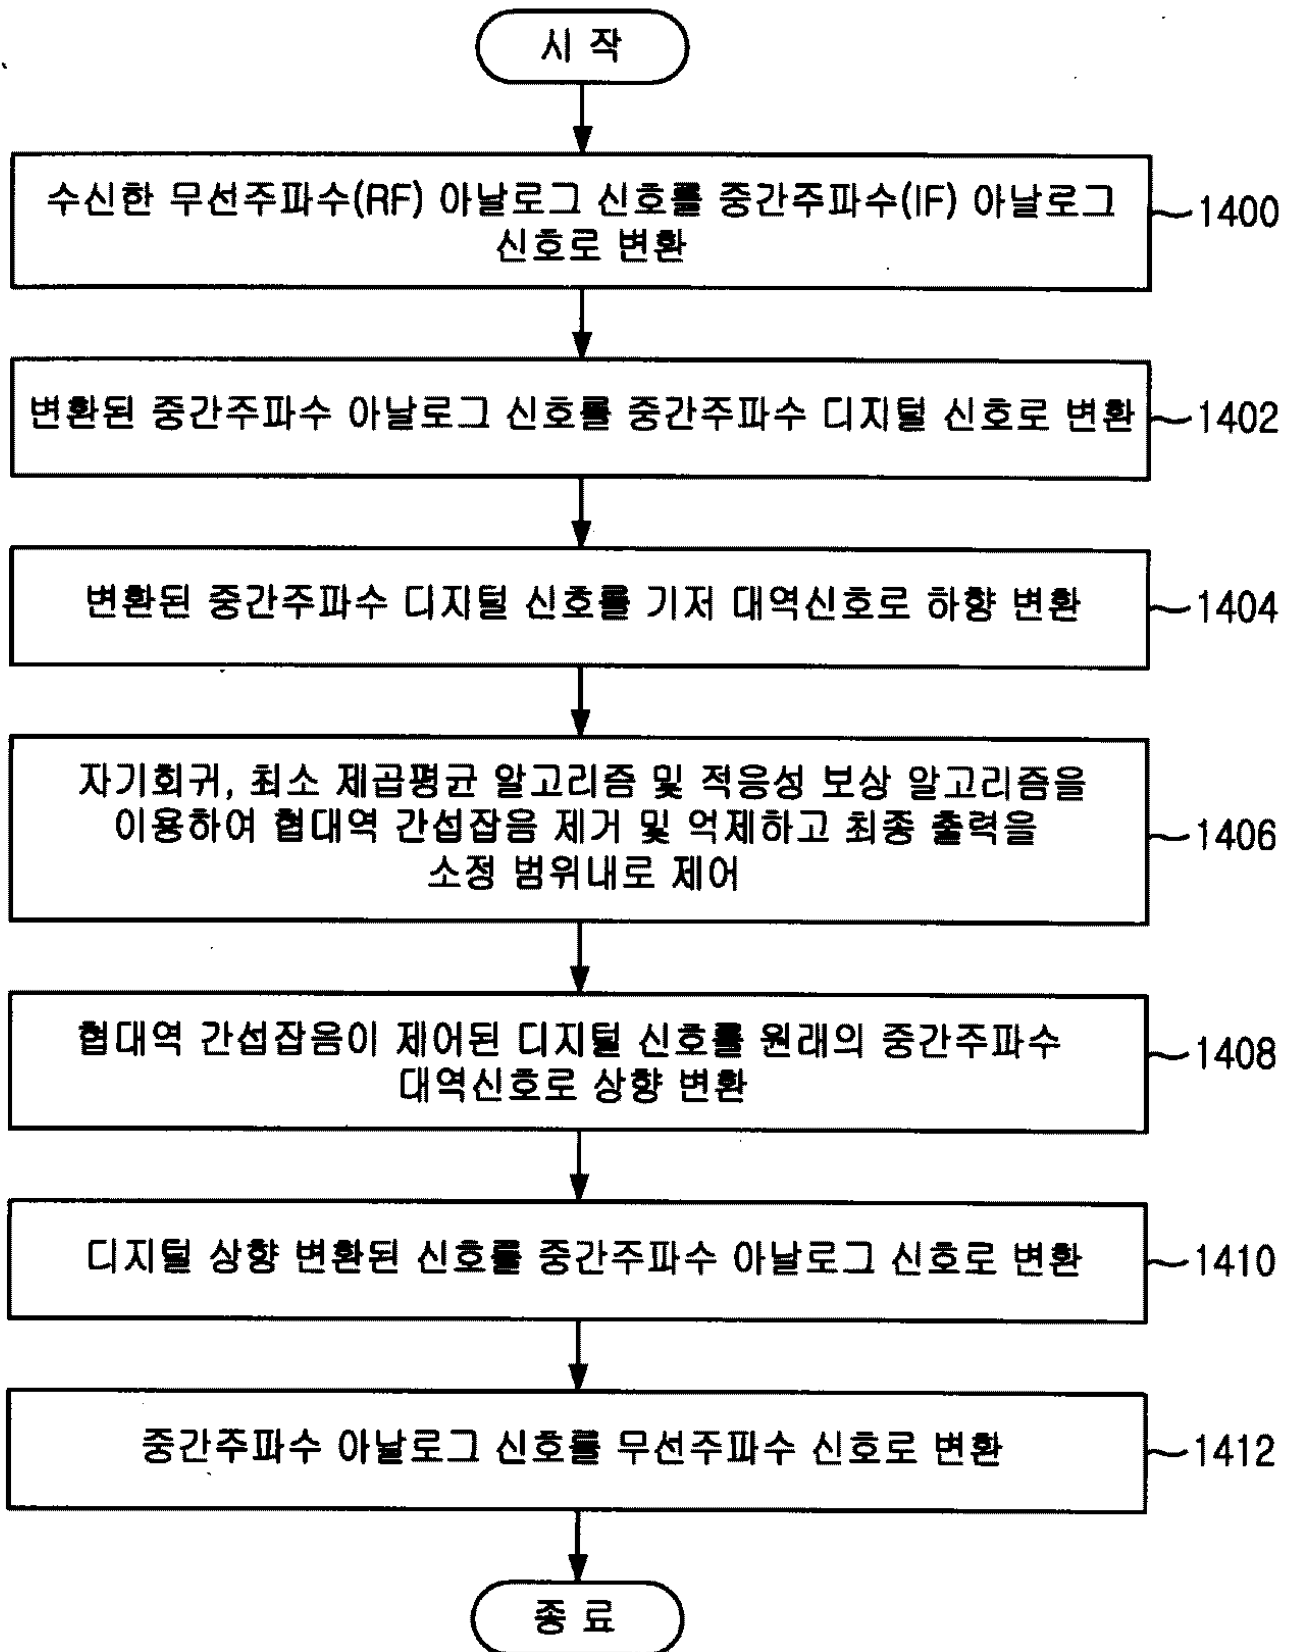 시 작
수신한 무선주파수(RF) 아날로그 신호를 중간주파수(IF) 아날로그
신호로 변환
1400
변환된 중간주파수 아날로그 신호를 중간주파수 디지털 신호로 변환
1402
변환된 중간주파수 디지털 신호를 기저 대역신호로 하향 변환
1404
자기회귀, 최소 제곱평균 알고리즘 및 적응성 보상 알고리즘을
이용하여 협대역 간섭잡음 제거 및 억제하고 최종 출력을
소정 범위내로 제어
1406
협대역 간섭잡음이 제어된 디지털 신호를 원래의 중간주파수
대역신호로 상향 변환
1408
디지털 상향 변환된 신호를 중간주파수 아날로그 신호로 변환
1410
중간주파수 아날로그 신호를 무선주파수 신호로 변환
1412
종 료